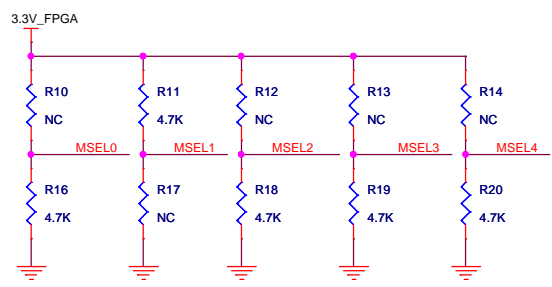 3.3V_FPGA
R10 R11 R12 R13 R14
NC 4.7K NC NC NC
MSEL0 MSEL1 MSEL2 MSEL3 MSEL4
R16 R17 R18 R19 R20
4.7K NC 4.7K 4.7K 4.7K